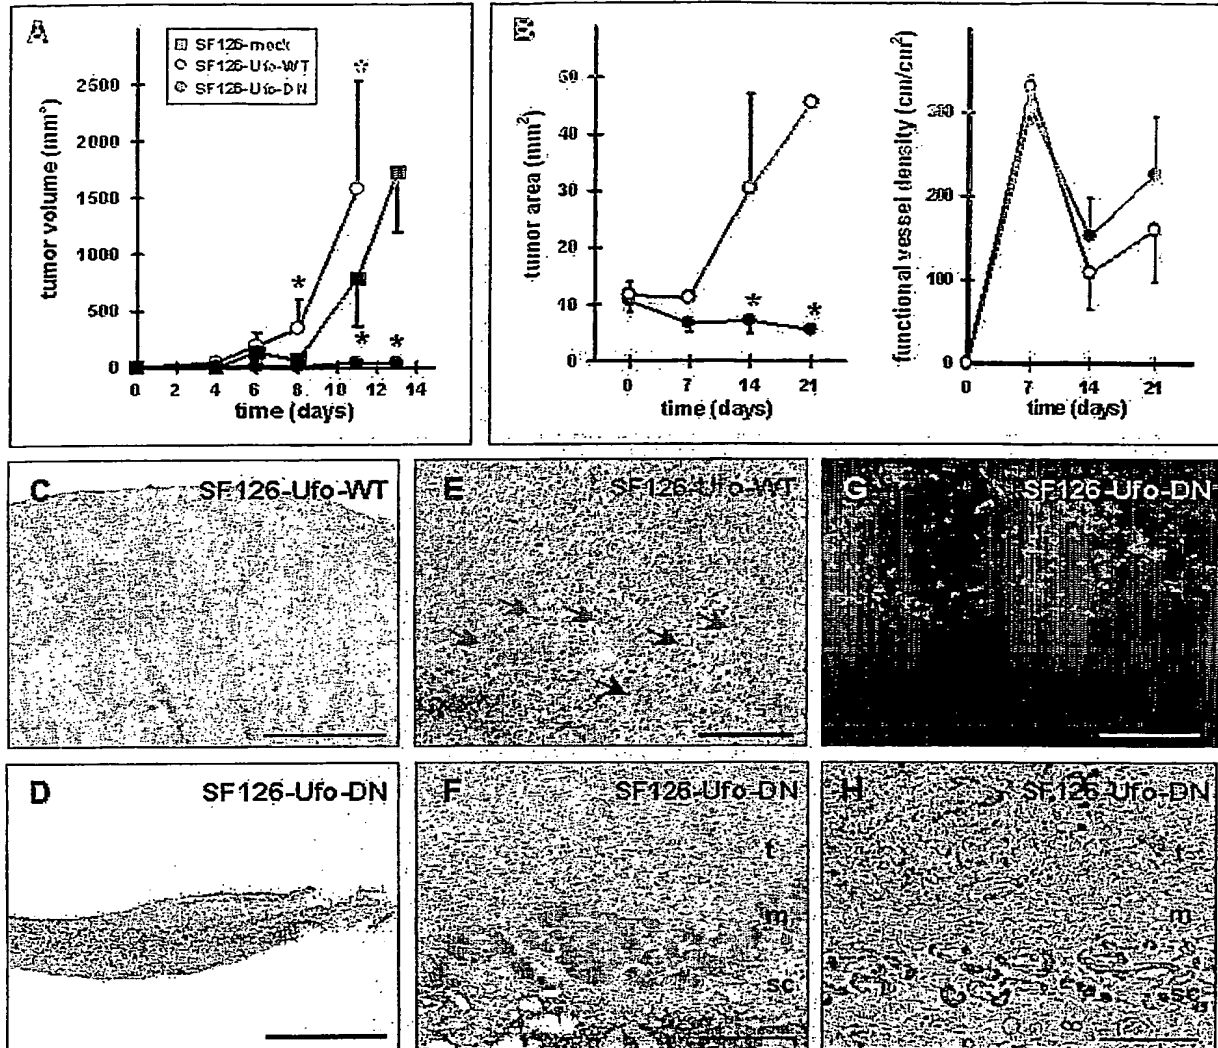 A
SF126-mock
SF126-Ufo-WT
SF126-Ufo-DN
tumor volume (mm³)
2500
2000
1500
1000
500
0
0 2 4 6 8 10 12 14
time (days)
*
*
*
*
B
tumor area (mm²)
60
40
30
20
10
0
0 7 14 21
time (days)
*
*
functional vessel density (cm/cm²)
300
200
100
0
0 7 14 21
time (days)
C
SF126-Ufo-WT
E
SF126-Ufo-WT
G
SF126-Ufo-DN
D
SF126-Ufo-DN
F
SF126-Ufo-DN
t
m
sc
H
SF126-Ufo-DN
t
m
sc